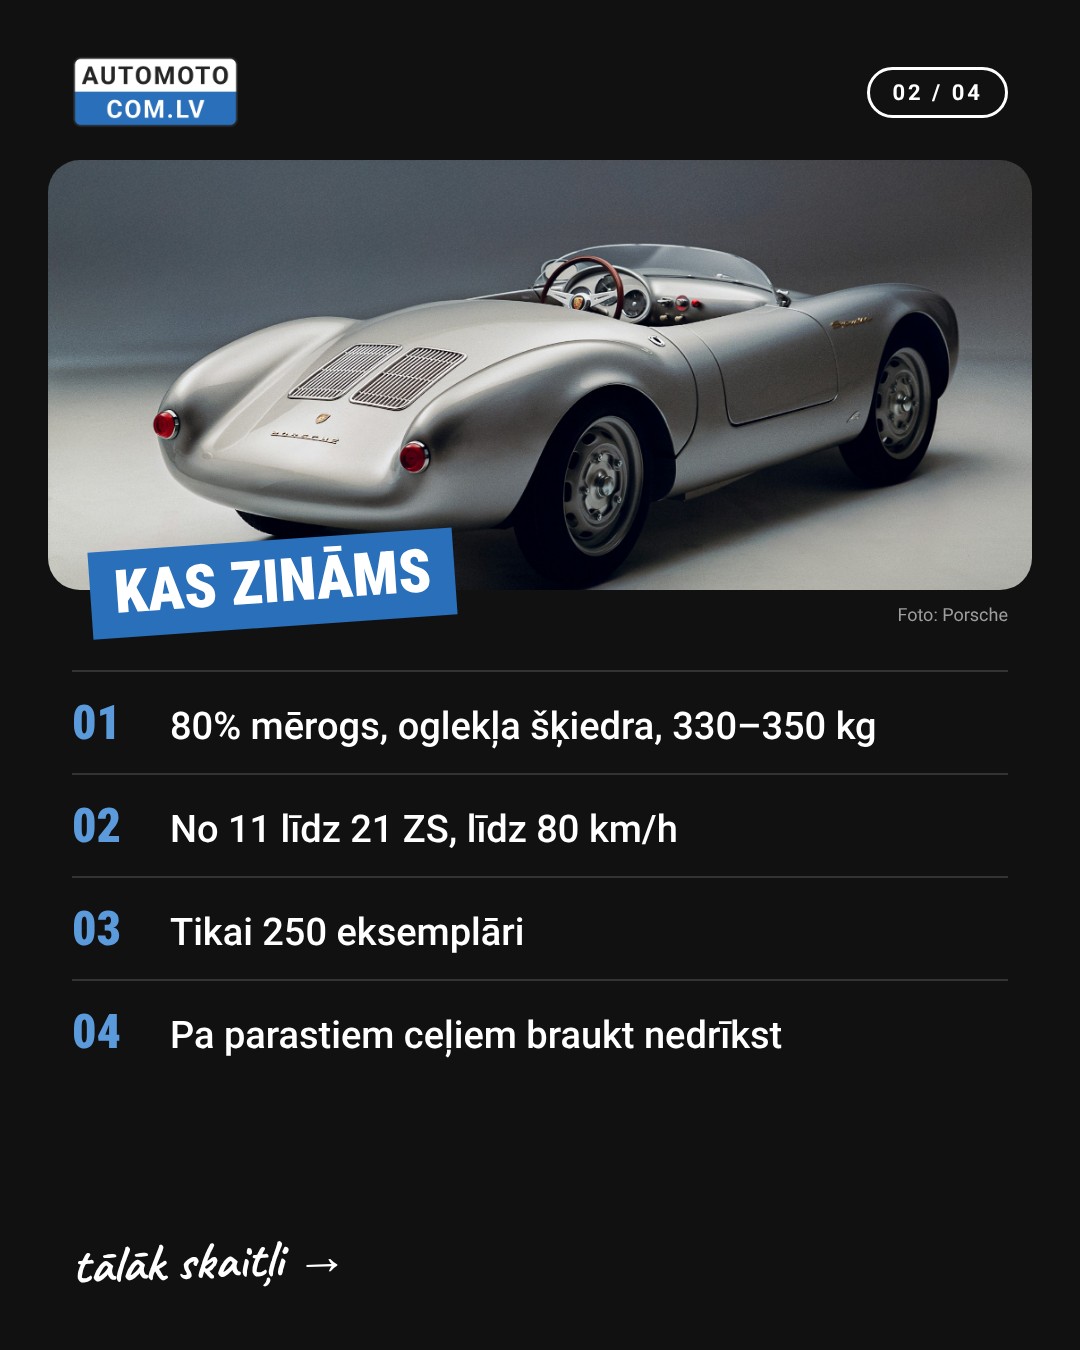 AUTOMOTO
COM.LV
02 / 04
PORSCHE
KAS ZINĀMS
Foto: Porsche
01 80% mērogs, oglekļa šķiedra, 330–350 kg
02 No 11 līdz 21 ZS, līdz 80 km/h
03 Tikai 250 eksemplāri
04 Pa parastiem ceļiem braukt nedrīkst
tālāk skaitļi →